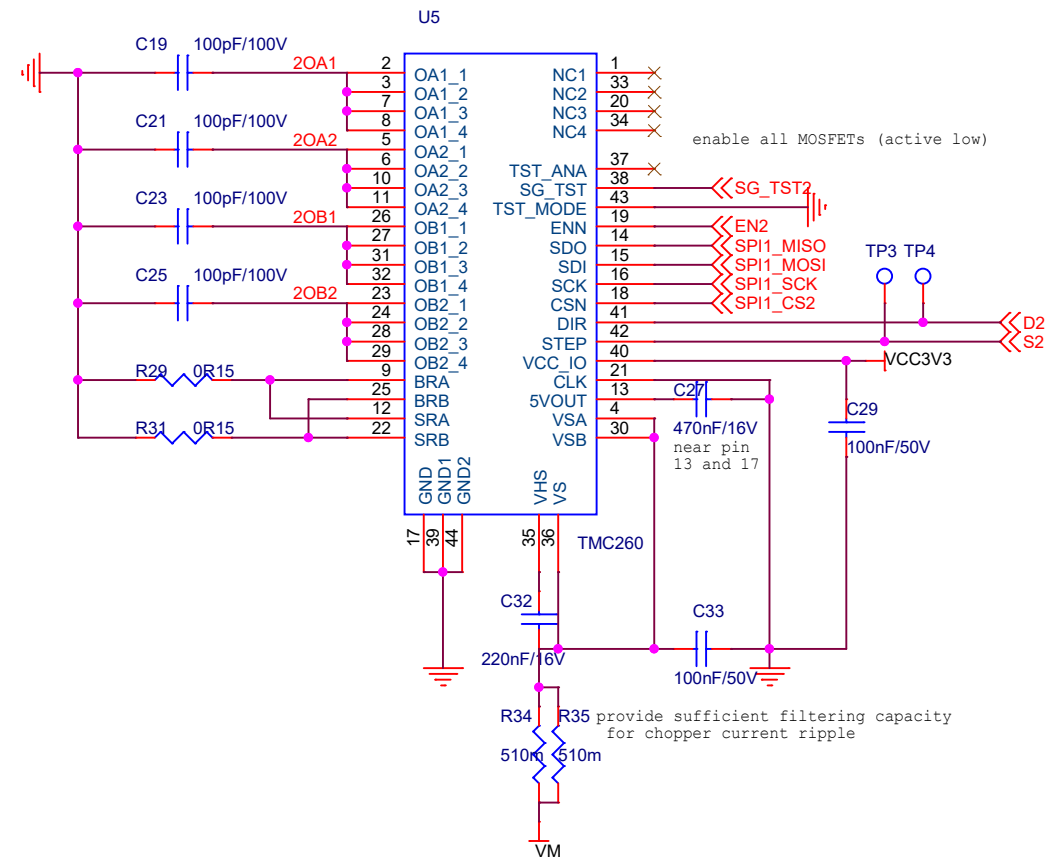 U5
C19 100pF/100V
2OA1 2 OA1_1 NC1 1
3 OA1_2 NC2 33
7 OA1_3 NC3 20
8 OA1_4 NC4 34
enable all MOSFETs (active low)
C21 100pF/100V
2OA2 5 OA2_1
6 OA2_2 TST_ANA 37
10 OA2_3 SG_TST 38 SG_TST2
11 OA2_4 TST_MODE 43
C23 100pF/100V
2OB1 26 OB1_1 ENN 19 EN2
27 OB1_2 SDO 14 SPI1_MISO
31 OB1_3 SDI 15 SPI1_MOSI
32 OB1_4 SCK 16 SPI1_SCK
TP3 TP4
C25 100pF/100V
2OB2 23 OB2_1 CSN 18 SPI1_CS2
24 OB2_2 DIR 41 D2
28 OB2_3 STEP 42 S2
29 OB2_4 VCC_IO 40 VCC3V3
R29 0R15 9 BRA CLK 21
25 BRB 5VOUT 13 C27
12 SRA VSA 4
R31 0R15 22 SRB VSB 30
470nF/16V
near pin
13 and 17
C29
100nF/50V
GND GND1 GND2 VHS VS
17 39 44 35 36
TMC260
C32
220nF/16V
C33
100nF/50V
R34 R35
510m 510m
provide sufficient filtering capacity
for chopper current ripple
VM